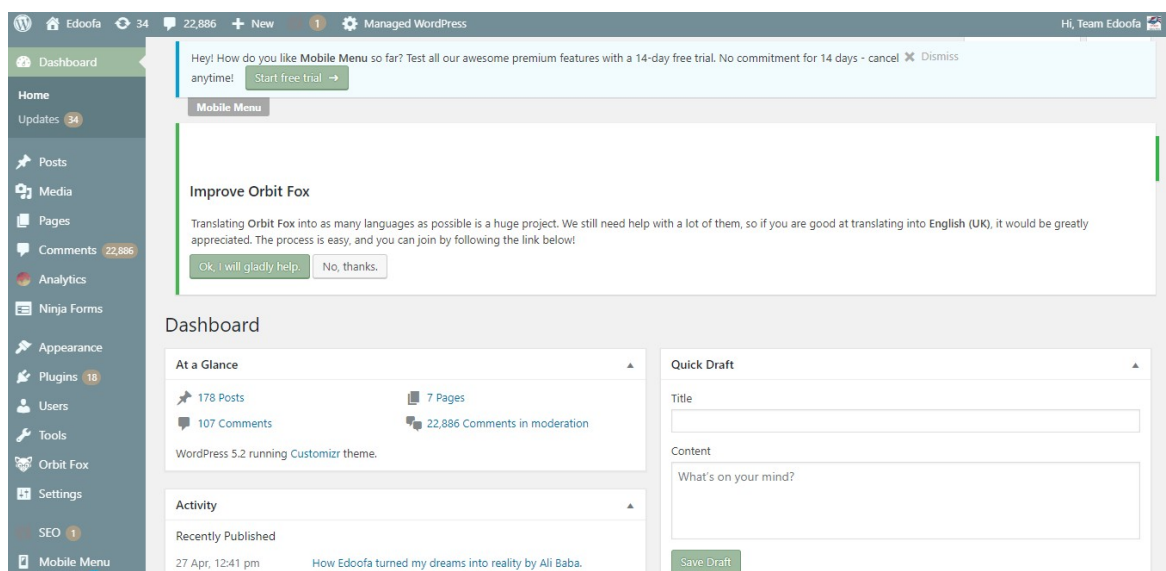 Edoofa 34 22,886 New 1 Managed WordPress Hi, Team Edoofa
Dashboard
Home
Updates 34
Posts
Media
Pages
Comments 22,886
Analytics
Ninja Forms
Appearance
Plugins 18
Users
Tools
Orbit Fox
Settings
SEO 1
Mobile Menu
Hey! How do you like Mobile Menu so far? Test all our awesome premium features with a 14-day free trial. No commitment for 14 days - cancel Dismiss
anytime! Start free trial →
Mobile Menu
Improve Orbit Fox
Translating Orbit Fox into as many languages as possible is a huge project. We still need help with a lot of them, so if you are good at translating into English (UK), it would be greatly
appreciated. The process is easy, and you can join by following the link below!
Ok, I will gladly help. No, thanks.
Dashboard
At a Glance
178 Posts 7 Pages
107 Comments 22,886 Comments in moderation
WordPress 5.2 running Customizr theme.
Activity
Recently Published
27 Apr, 12:41 pm How Edoofa turned my dreams into reality by Ali Baba.
Quick Draft
Title
Content
What's on your mind?
Save Draft